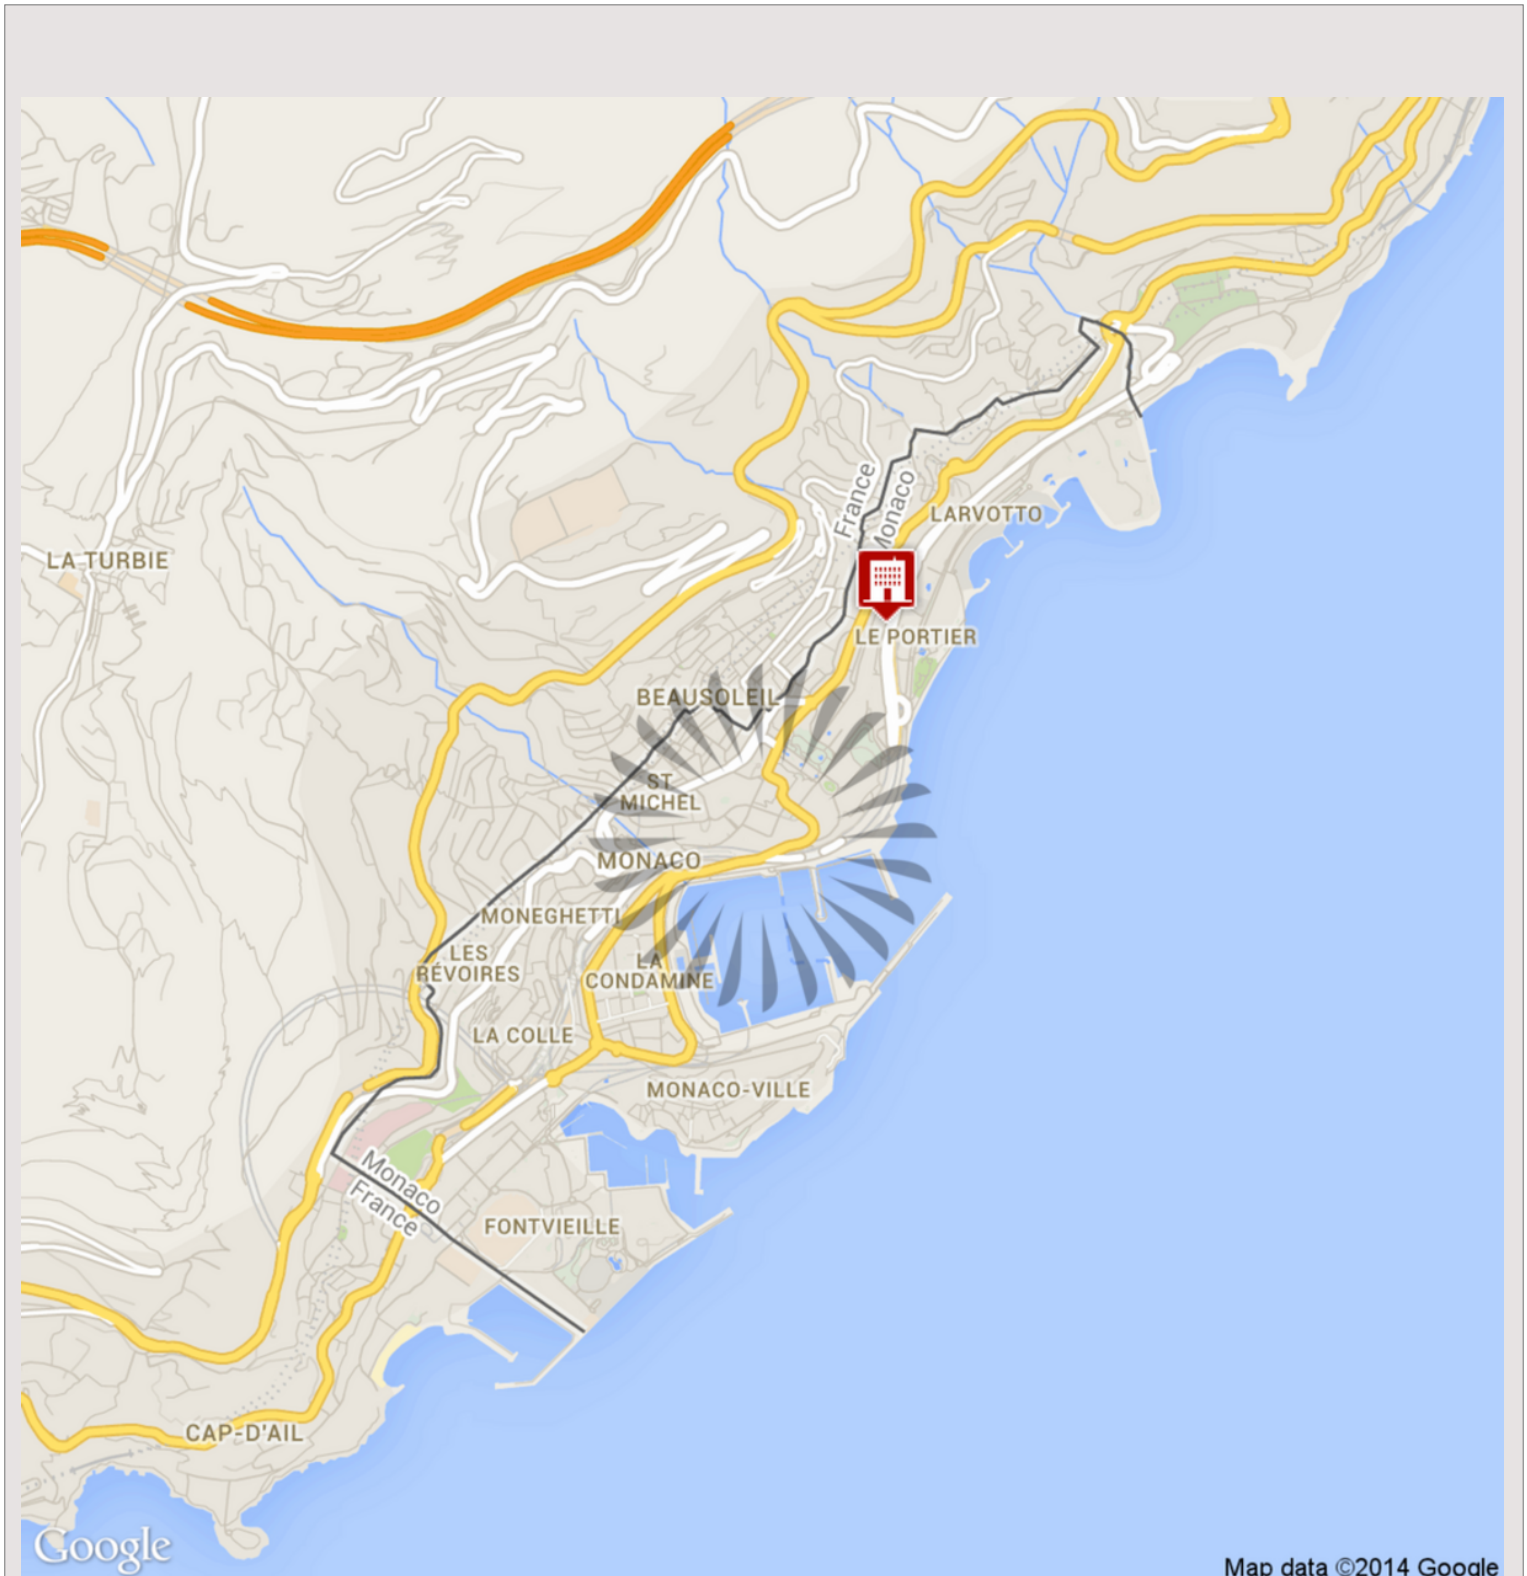 France
Monaco
LARVOTTO
LA TURBIE
LE PORTIER
BEAUSOLEIL
ST
MICHEL
MONACO
MONEGHETTI
LES
RÉVOIRES
LA
CONDAMINE
LA COLLE
MONACO-VILLE
Monaco
France
FONTVIEILLE
CAP-D'AIL
Google
Map data ©2014 Google